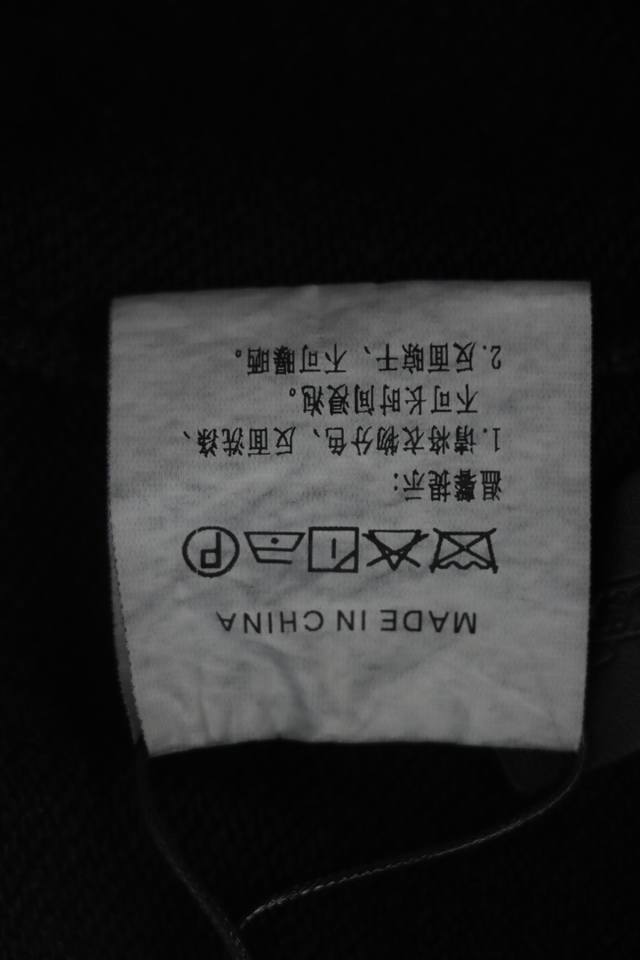 MADE IN CHINA
P
温馨提示:
1.请将衣物分色、反面洗涤、
不可长时间浸泡。
2.反面晾干、不可曝晒。